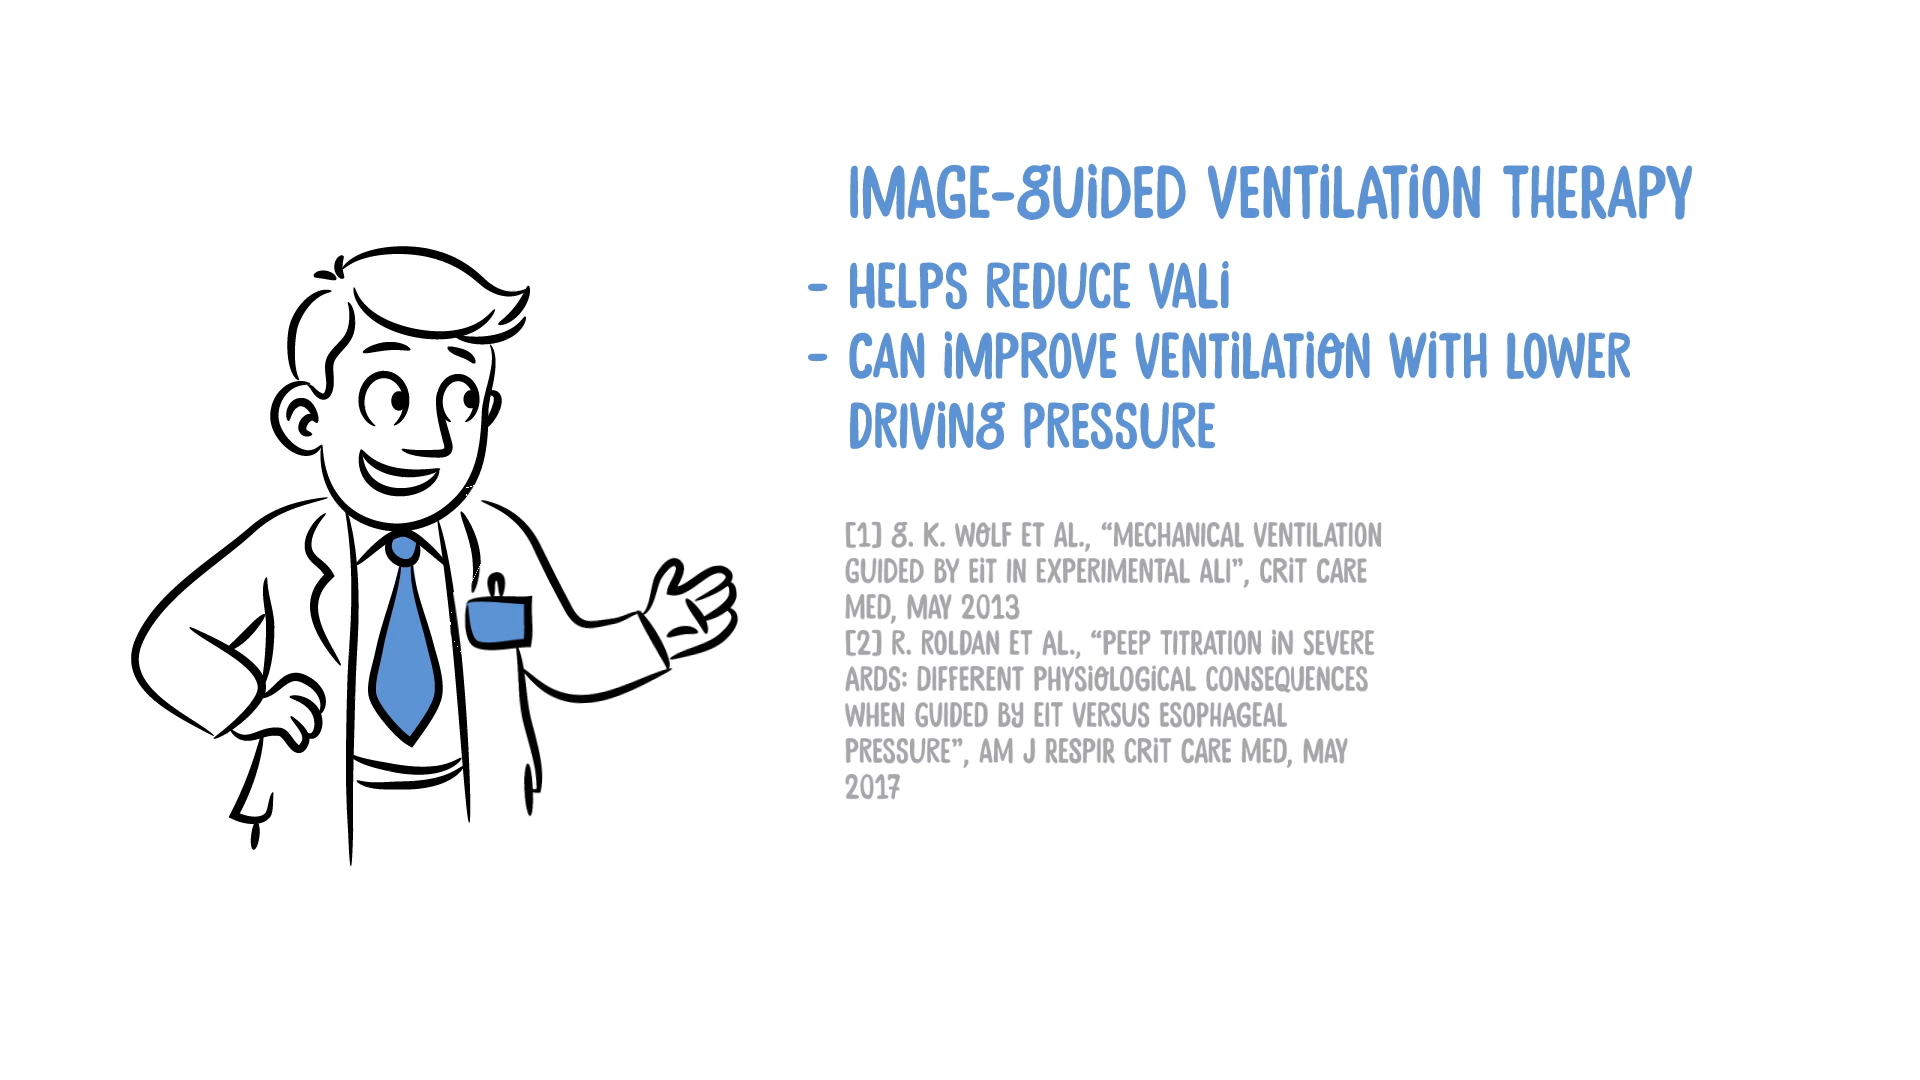 IMAGE-GUIDED VENTILATION THERAPY
- HELPS REDUCE VALI
- CAN IMPROVE VENTILATION WITH LOWER
DRIVING PRESSURE
[1] G. K. WOLF ET AL., “MECHANICAL VENTILATION
GUIDED BY EIT IN EXPERIMENTAL ALI”, CRIT CARE
MED, MAY 2013
[2] R. ROLDAN ET AL., “PEEP TITRATION IN SEVERE
ARDS: DIFFERENT PHYSIOLOGICAL CONSEQUENCES
WHEN GUIDED BY EIT VERSUS ESOPHAGEAL
PRESSURE”, AM J RESPIR CRIT CARE MED, MAY
2017